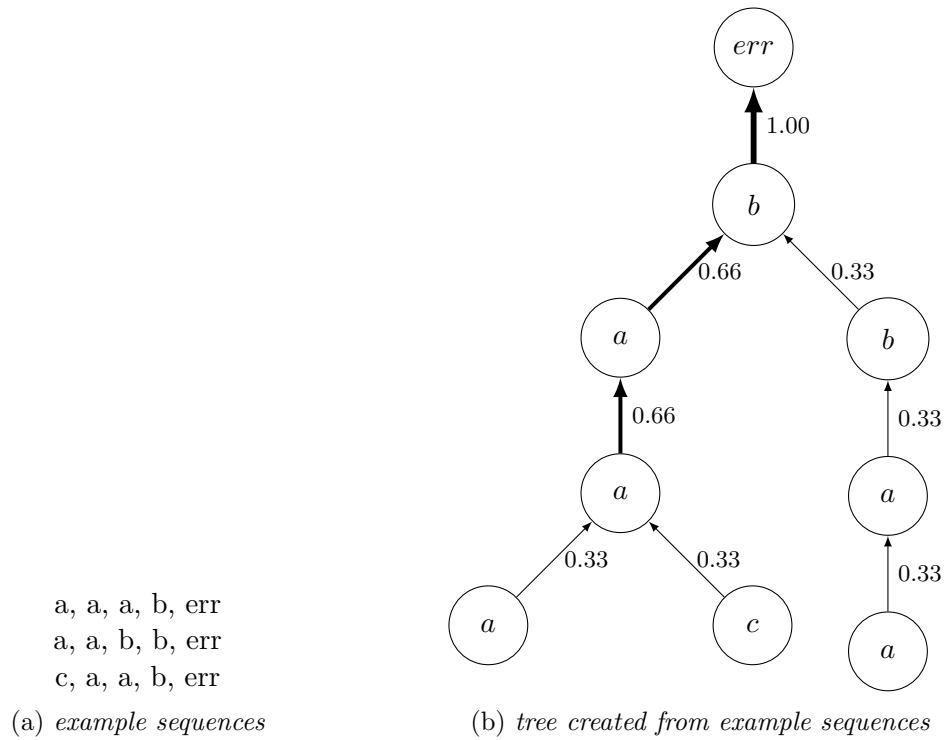 err
1.00
b
0.66
0.33
a
b
0.66
0.33
a
a
0.33
0.33
0.33
a
c
a
a, a, a, b, err
a, a, b, b, err
c, a, a, b, err
(a) example sequences
(b) tree created from example sequences